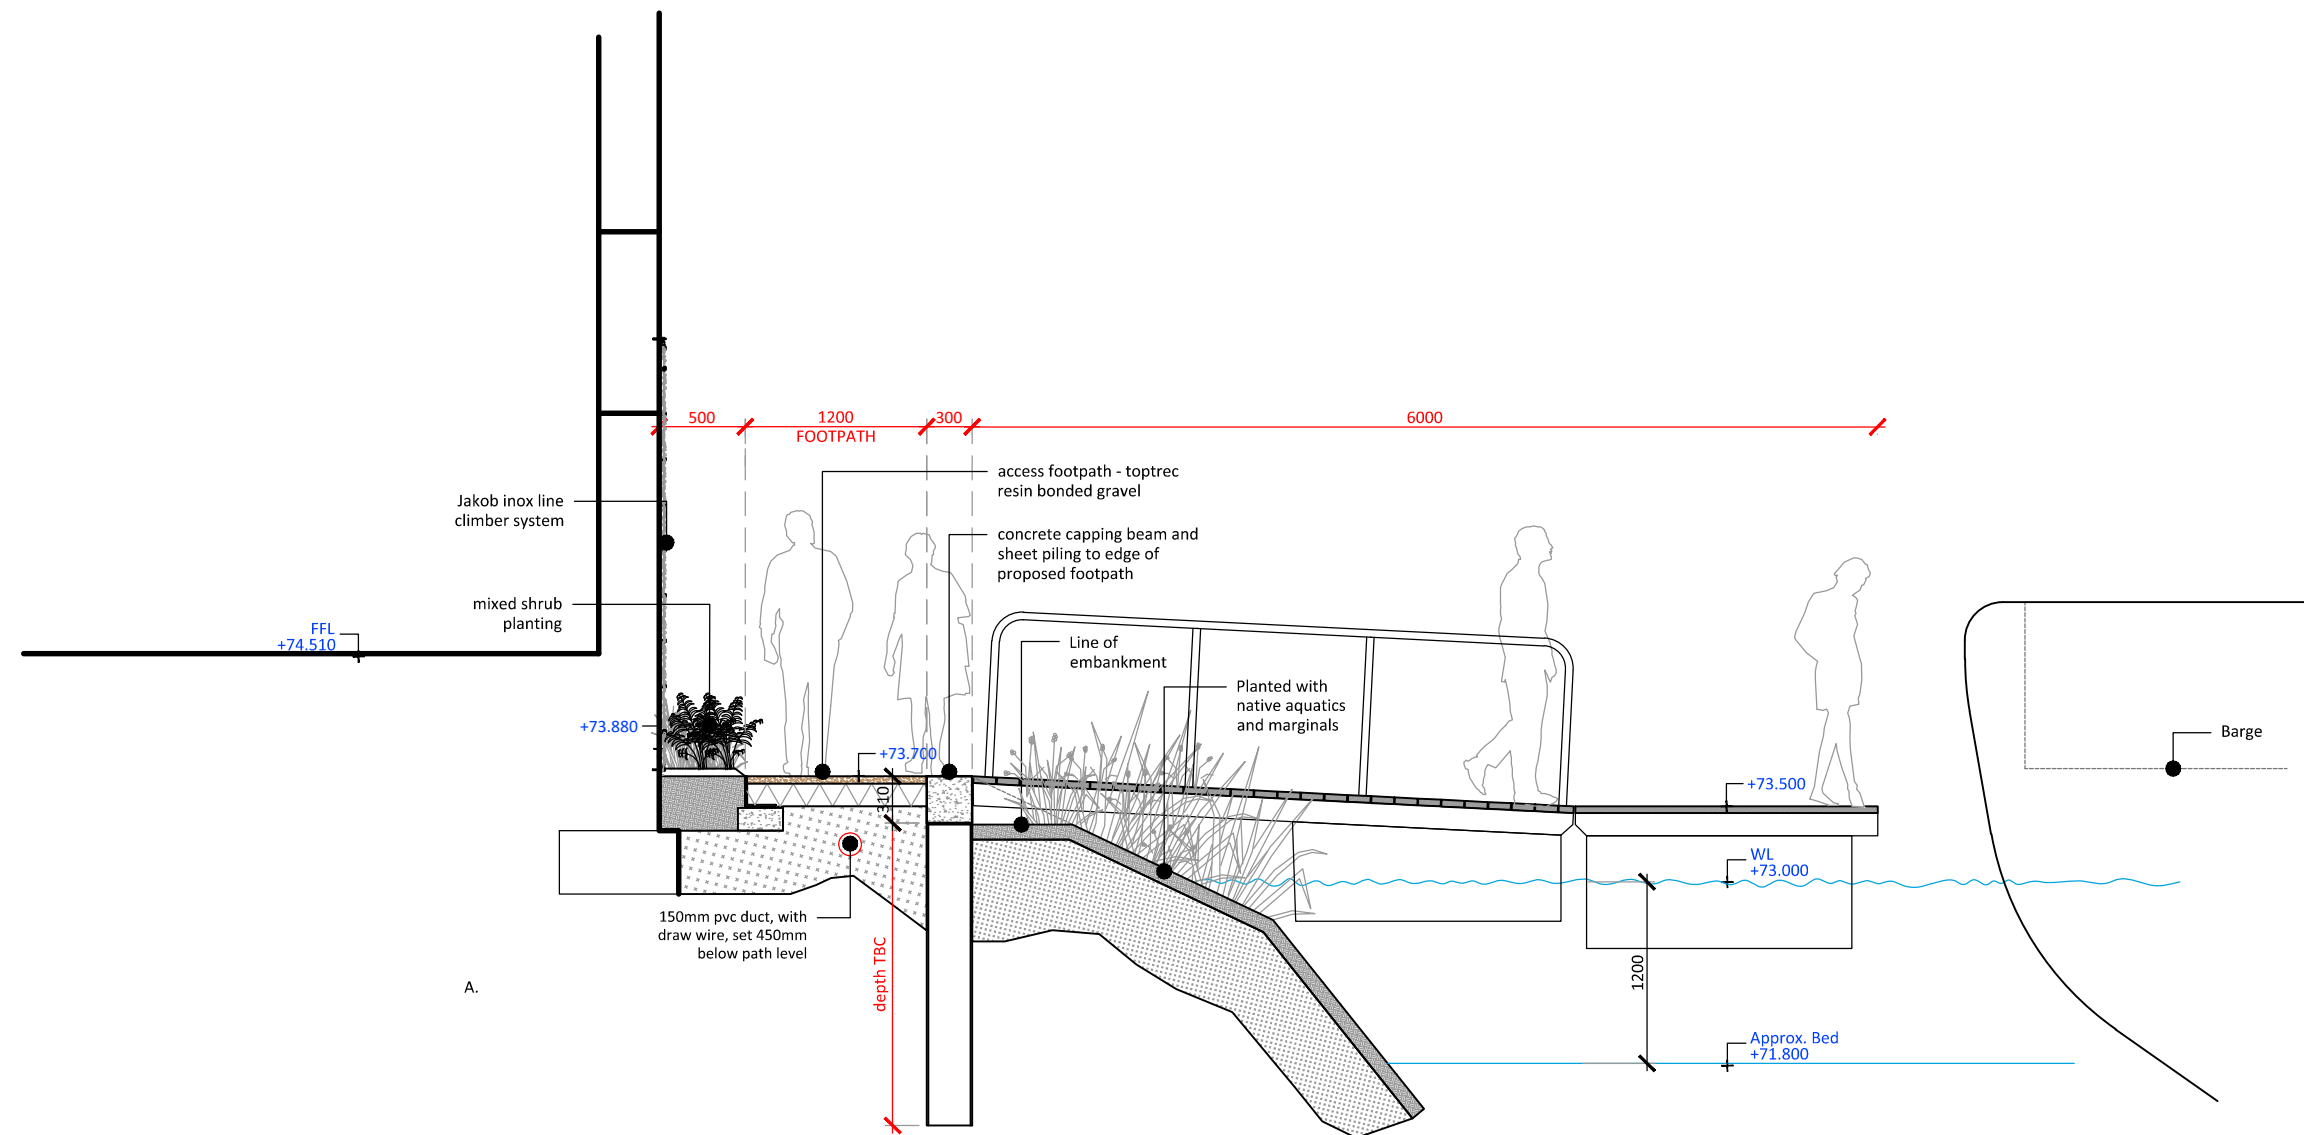 500
1200
FOOTPATH
300
6000
access footpath - toptrec
resin bonded gravel
Jakob inox line
climber system
concrete capping beam and
sheet piling to edge of
proposed footpath
mixed shrub
planting
FFL
+74.510
Line of
embankment
Planted with
native aquatics
and marginals
+73.880
+73.700
Barge
+73.500
310
WL
+73.000
150mm pvc duct, with
draw wire, set 450mm
below path level
depth TBC
1200
A.
Approx. Bed
+71.800